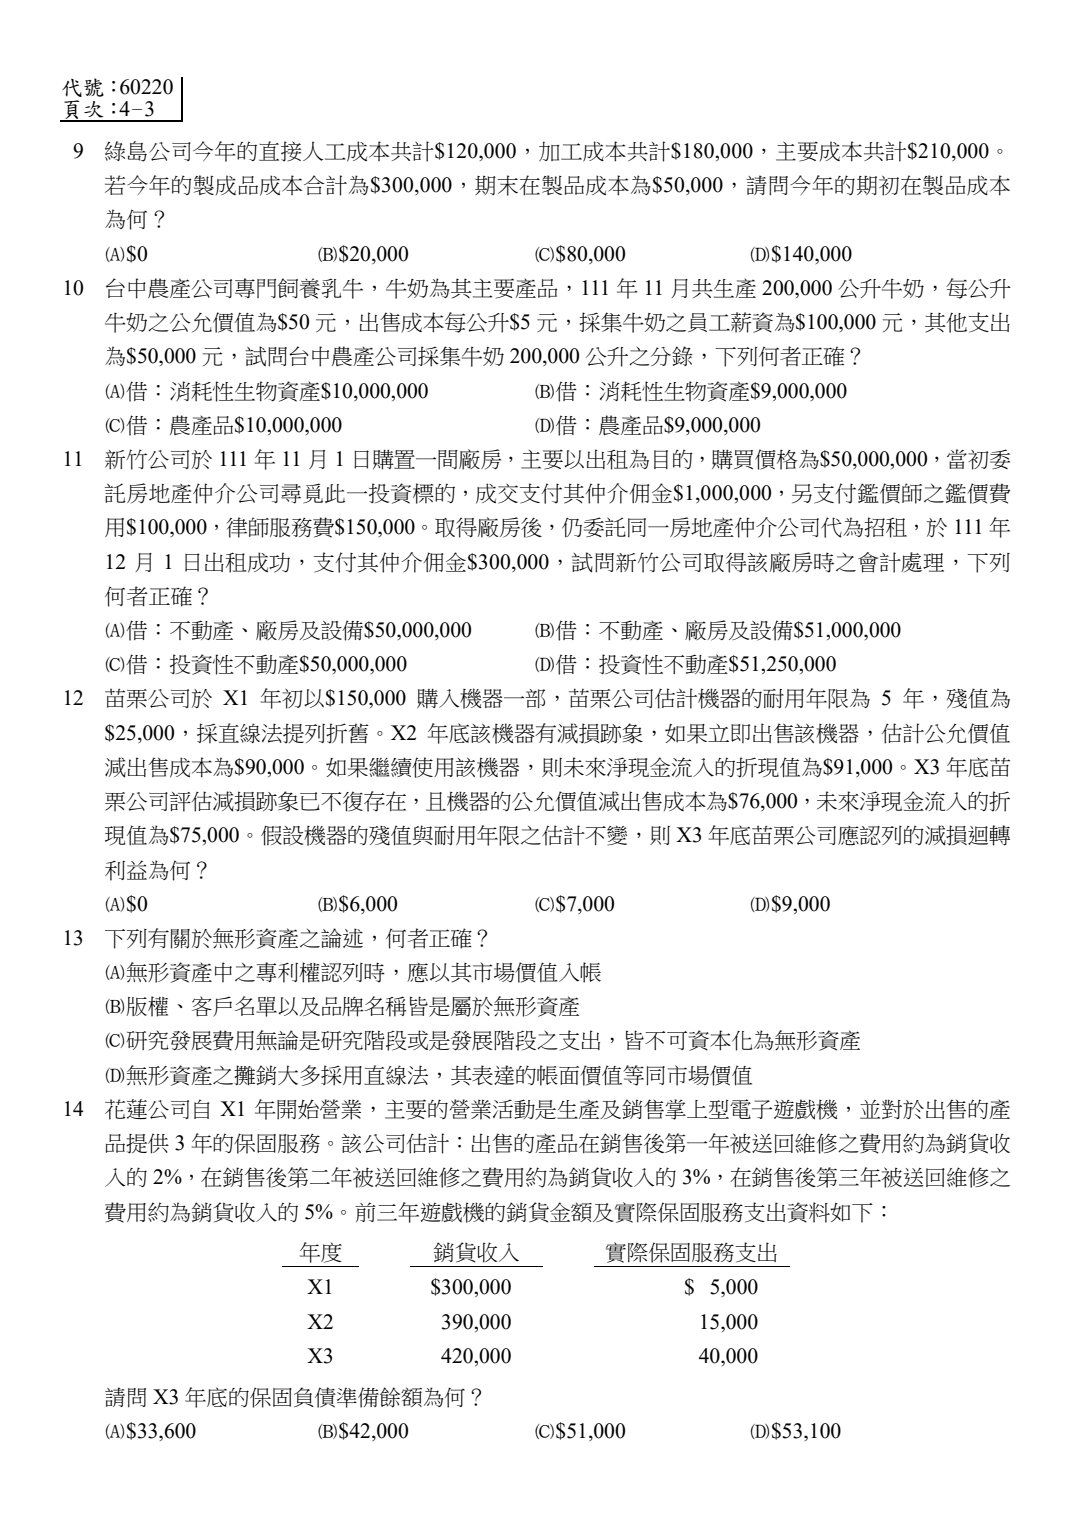 代號：60220
頁次：4－3
9 綠島公司今年的直接人工成本共計$120,000，加工成本共計$180,000，主要成本共計$210,000。
若今年的製成品成本合計為$300,000，期末在製品成本為$50,000，請問今年的期初在製品成本
為何？
(A)$0 (B)$20,000 (C)$80,000 (D)$140,000
10 台中農產公司專門飼養乳牛，牛奶為其主要產品，111 年 11 月共生產 200,000 公升牛奶，每公升
牛奶之公允價值為$50 元，出售成本每公升$5 元，採集牛奶之員工薪資為$100,000 元，其他支出
為$50,000 元，試問台中農產公司採集牛奶 200,000 公升之分錄，下列何者正確？
(A)借：消耗性生物資產$10,000,000 (B)借：消耗性生物資產$9,000,000
(C)借：農產品$10,000,000 (D)借：農產品$9,000,000
11 新竹公司於 111 年 11 月 1 日購置一間廠房，主要以出租為目的，購買價格為$50,000,000，當初委
託房地產仲介公司尋覓此一投資標的，成交支付其仲介佣金$1,000,000，另支付鑑價師之鑑價費
用$100,000，律師服務費$150,000。取得廠房後，仍委託同一房地產仲介公司代為招租，於 111 年
12 月 1 日出租成功，支付其仲介佣金$300,000，試問新竹公司取得該廠房時之會計處理，下列
何者正確？
(A)借：不動產、廠房及設備$50,000,000 (B)借：不動產、廠房及設備$51,000,000
(C)借：投資性不動產$50,000,000 (D)借：投資性不動產$51,250,000
12 苗栗公司於 X1 年初以$150,000 購入機器一部，苗栗公司估計機器的耐用年限為 5 年，殘值為
$25,000，採直線法提列折舊。X2 年底該機器有減損跡象，如果立即出售該機器，估計公允價值
減出售成本為$90,000。如果繼續使用該機器，則未來淨現金流入的折現值為$91,000。X3 年底苗
栗公司評估減損跡象已不復存在，且機器的公允價值減出售成本為$76,000，未來淨現金流入的折
現值為$75,000。假設機器的殘值與耐用年限之估計不變，則 X3 年底苗栗公司應認列的減損迴轉
利益為何？
(A)$0 (B)$6,000 (C)$7,000 (D)$9,000
13 下列有關於無形資產之論述，何者正確？
(A)無形資產中之專利權認列時，應以其市場價值入帳
(B)版權、客戶名單以及品牌名稱皆是屬於無形資產
(C)研究發展費用無論是研究階段或是發展階段之支出，皆不可資本化為無形資產
(D)無形資產之攤銷大多採用直線法，其表達的帳面價值等同市場價值
14 花蓮公司自 X1 年開始營業，主要的營業活動是生產及銷售掌上型電子遊戲機，並對於出售的產
品提供 3 年的保固服務。該公司估計：出售的產品在銷售後第一年被送回維修之費用約為銷貨收
入的 2%，在銷售後第二年被送回維修之費用約為銷貨收入的 3%，在銷售後第三年被送回維修之
費用約為銷貨收入的 5%。前三年遊戲機的銷貨金額及實際保固服務支出資料如下：
年度 銷貨收入 實際保固服務支出
X1 $300,000 $ 5,000
X2 390,000 15,000
X3 420,000 40,000
請問 X3 年底的保固負債準備餘額為何？
(A)$33,600 (B)$42,000 (C)$51,000 (D)$53,100